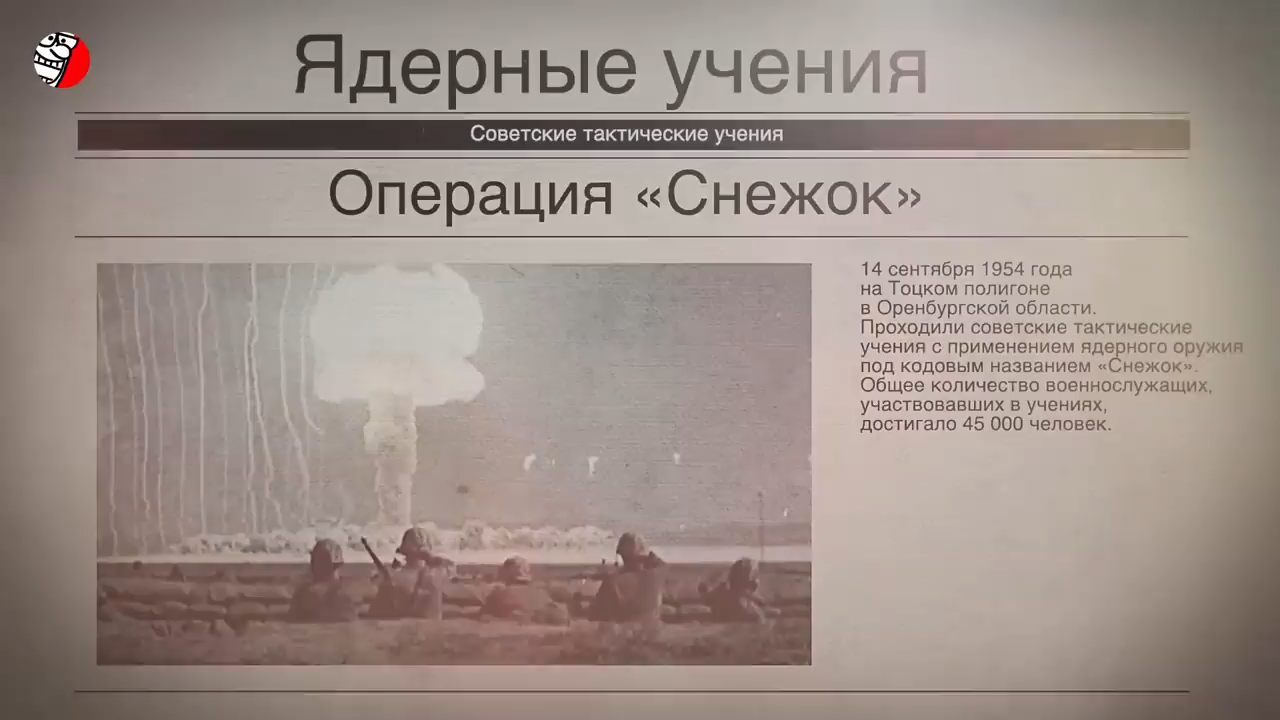 Ядерные учения
Советские тактические учения
Операция «Снежок»
14 сентября 1954 года
на Тоцком полигоне
в Оренбургской области.
Проходили советские тактические
учения с применением ядерного оружия
под кодовым названием «Снежок».
Общее количество военнослужащих,
участвовавших в учениях,
достигало 45 000 человек.